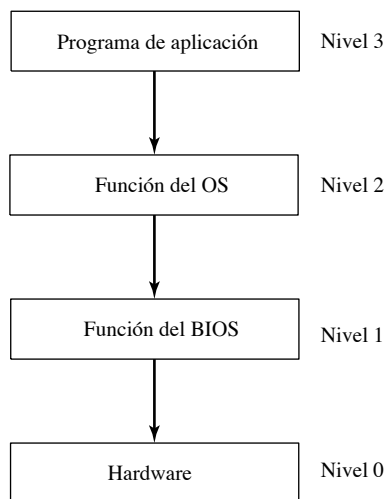 Programa de aplicación Nivel 3
Función del OS Nivel 2
Función del BIOS Nivel 1
Hardware Nivel 0